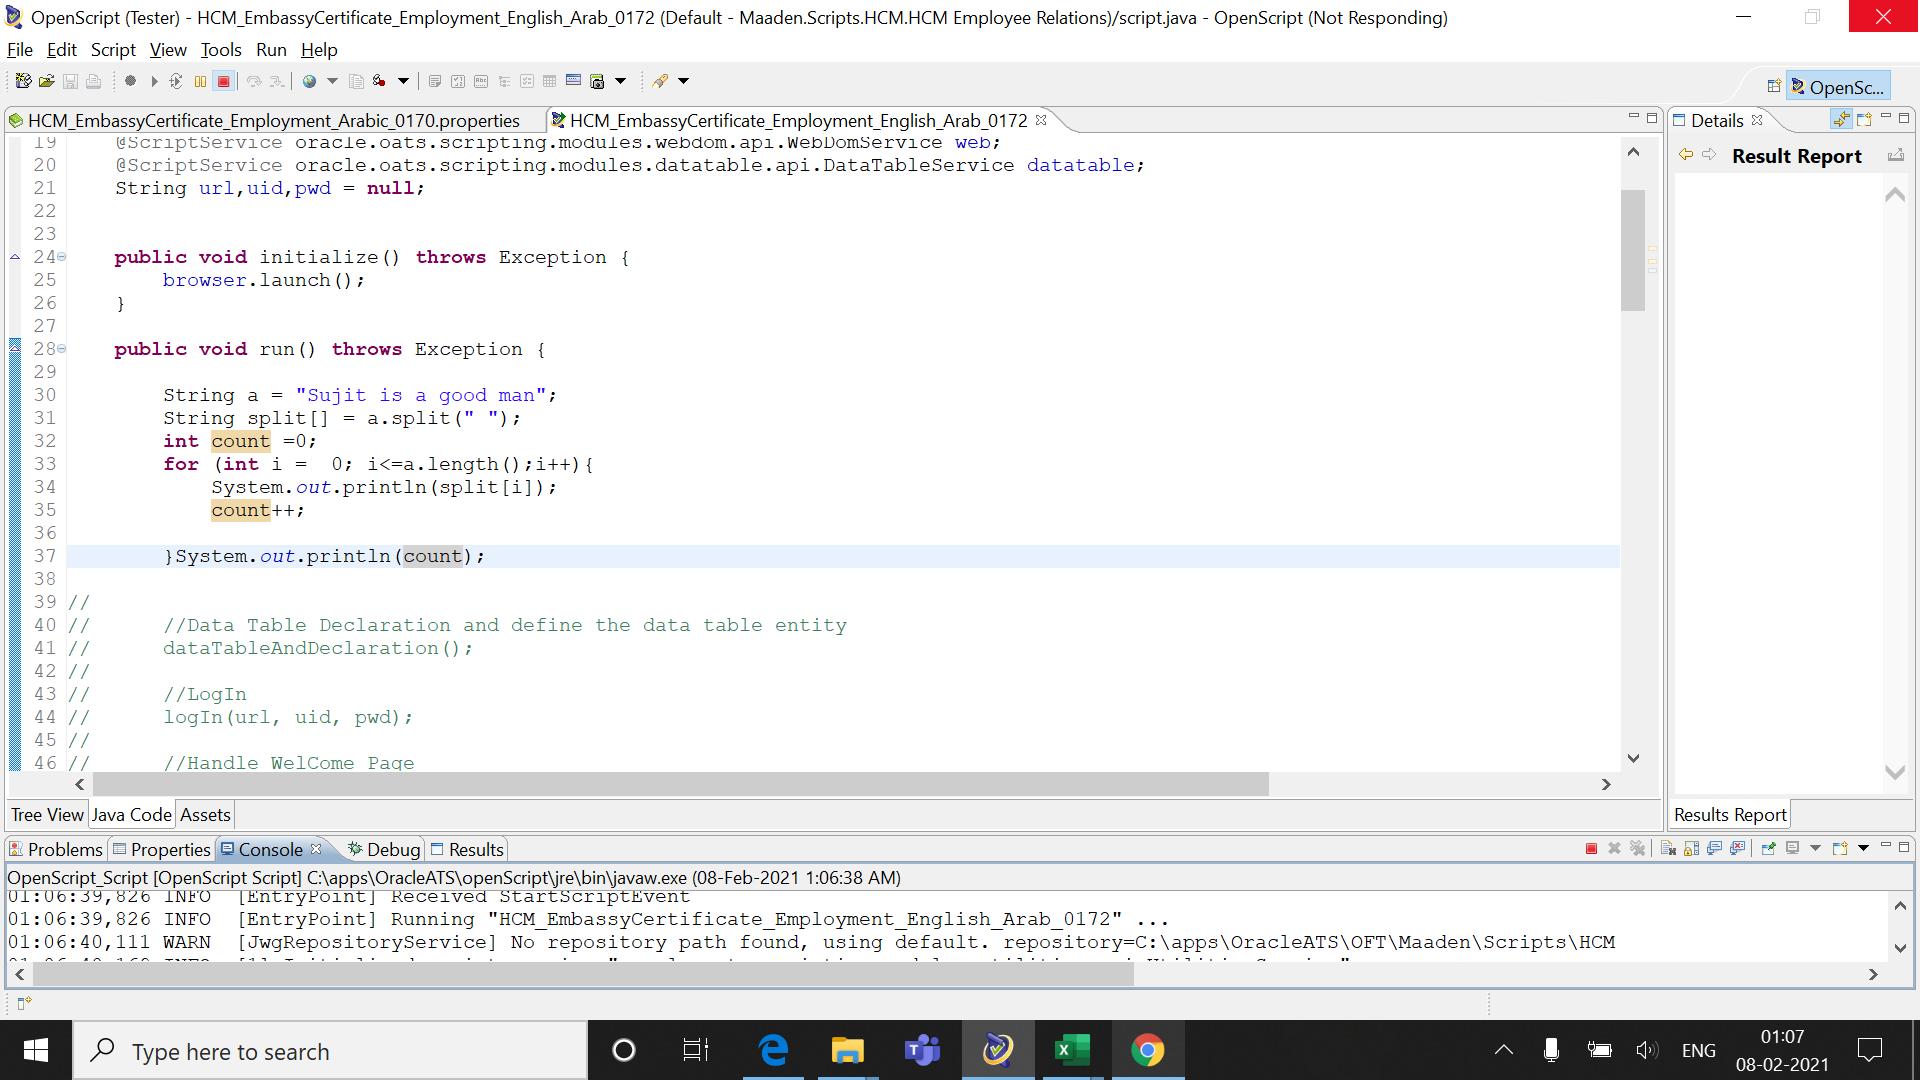 OpenScript (Tester) - HCM_EmbassyCertificate_Employment_English_Arab_0172 (Default - Maaden.Scripts.HCM.HCM Employee Relations)/script.java - OpenScript (Not Responding)
File Edit Script View Tools Run Help
OpenSc...
HCM_EmbassyCertificate_Employment_Arabic_0170.properties
HCM_EmbassyCertificate_Employment_English_Arab_0172
Details
Result Report
19 @ScriptService oracle.oats.scripting.modules.webdom.api.WebDomService web;
20 @ScriptService oracle.oats.scripting.modules.datatable.api.DataTableService datatable;
21 String url,uid,pwd = null;
22
23
24 public void initialize() throws Exception {
25 browser.launch();
26 }
27
28 public void run() throws Exception {
29
30 String a = "Sujit is a good man";
31 String split[] = a.split(" ");
32 int count =0;
33 for (int i =  0; i<=a.length();i++){
34 System.out.println(split[i]);
35 count++;
36
37 }System.out.println(count);
38
39 //
40 // //Data Table Declaration and define the data table entity
41 // dataTableAndDeclaration();
42 //
43 // //LogIn
44 // logIn(url, uid, pwd);
45 //
46 // //Handle WelCome Page
Tree View Java Code Assets
Results Report
Problems Properties Console Debug Results
OpenScript_Script [OpenScript Script] C:\apps\OracleATS\openScript\jre\bin\javaw.exe (08-Feb-2021 1:06:38 AM)
01:06:39,826 INFO [EntryPoint] Received StartScriptEvent
01:06:39,826 INFO [EntryPoint] Running "HCM_EmbassyCertificate_Employment_English_Arab_0172" ...
01:06:40,111 WARN [JwgRepositoryService] No repository path found, using default. repository=C:\apps\OracleATS\OFT\Maaden\Scripts\HCM
Type here to search
ENG
01:07
08-02-2021